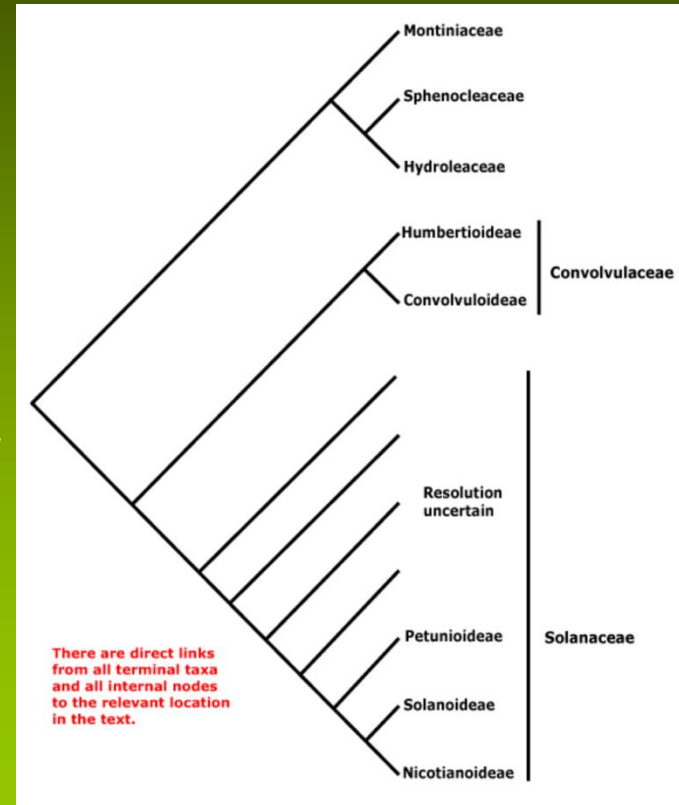 Montiniaceae
Sphenocleaceae
Hydroleaceae
Humbertioideae
Convolvulaceae
Convolvuloideae
Resolution
uncertain
Petunioideae
Solanaceae
There are direct links
from all terminal taxa
and all internal nodes
to the relevant location
in the text.
Solanoideae
Nicotianoideae